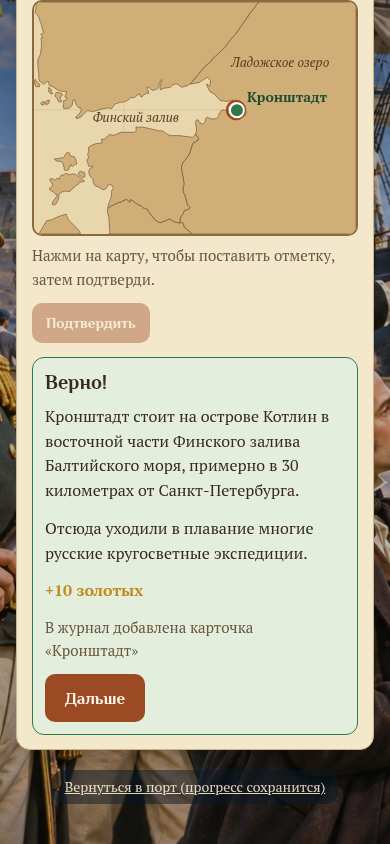 Ладожское озеро
Кронштадт
Финский залив
Нажми на карту, чтобы поставить отметку,
затем подтверди.
Подтвердить
Верно!
Кронштадт стоит на острове Котлин в
восточной части Финского залива
Балтийского моря, примерно в 30
километрах от Санкт-Петербурга.
Отсюда уходили в плавание многие
русские кругосветные экспедиции.
+10 золотых
В журнал добавлена карточка
«Кронштадт»
Дальше
Вернуться в порт (прогресс сохранится)